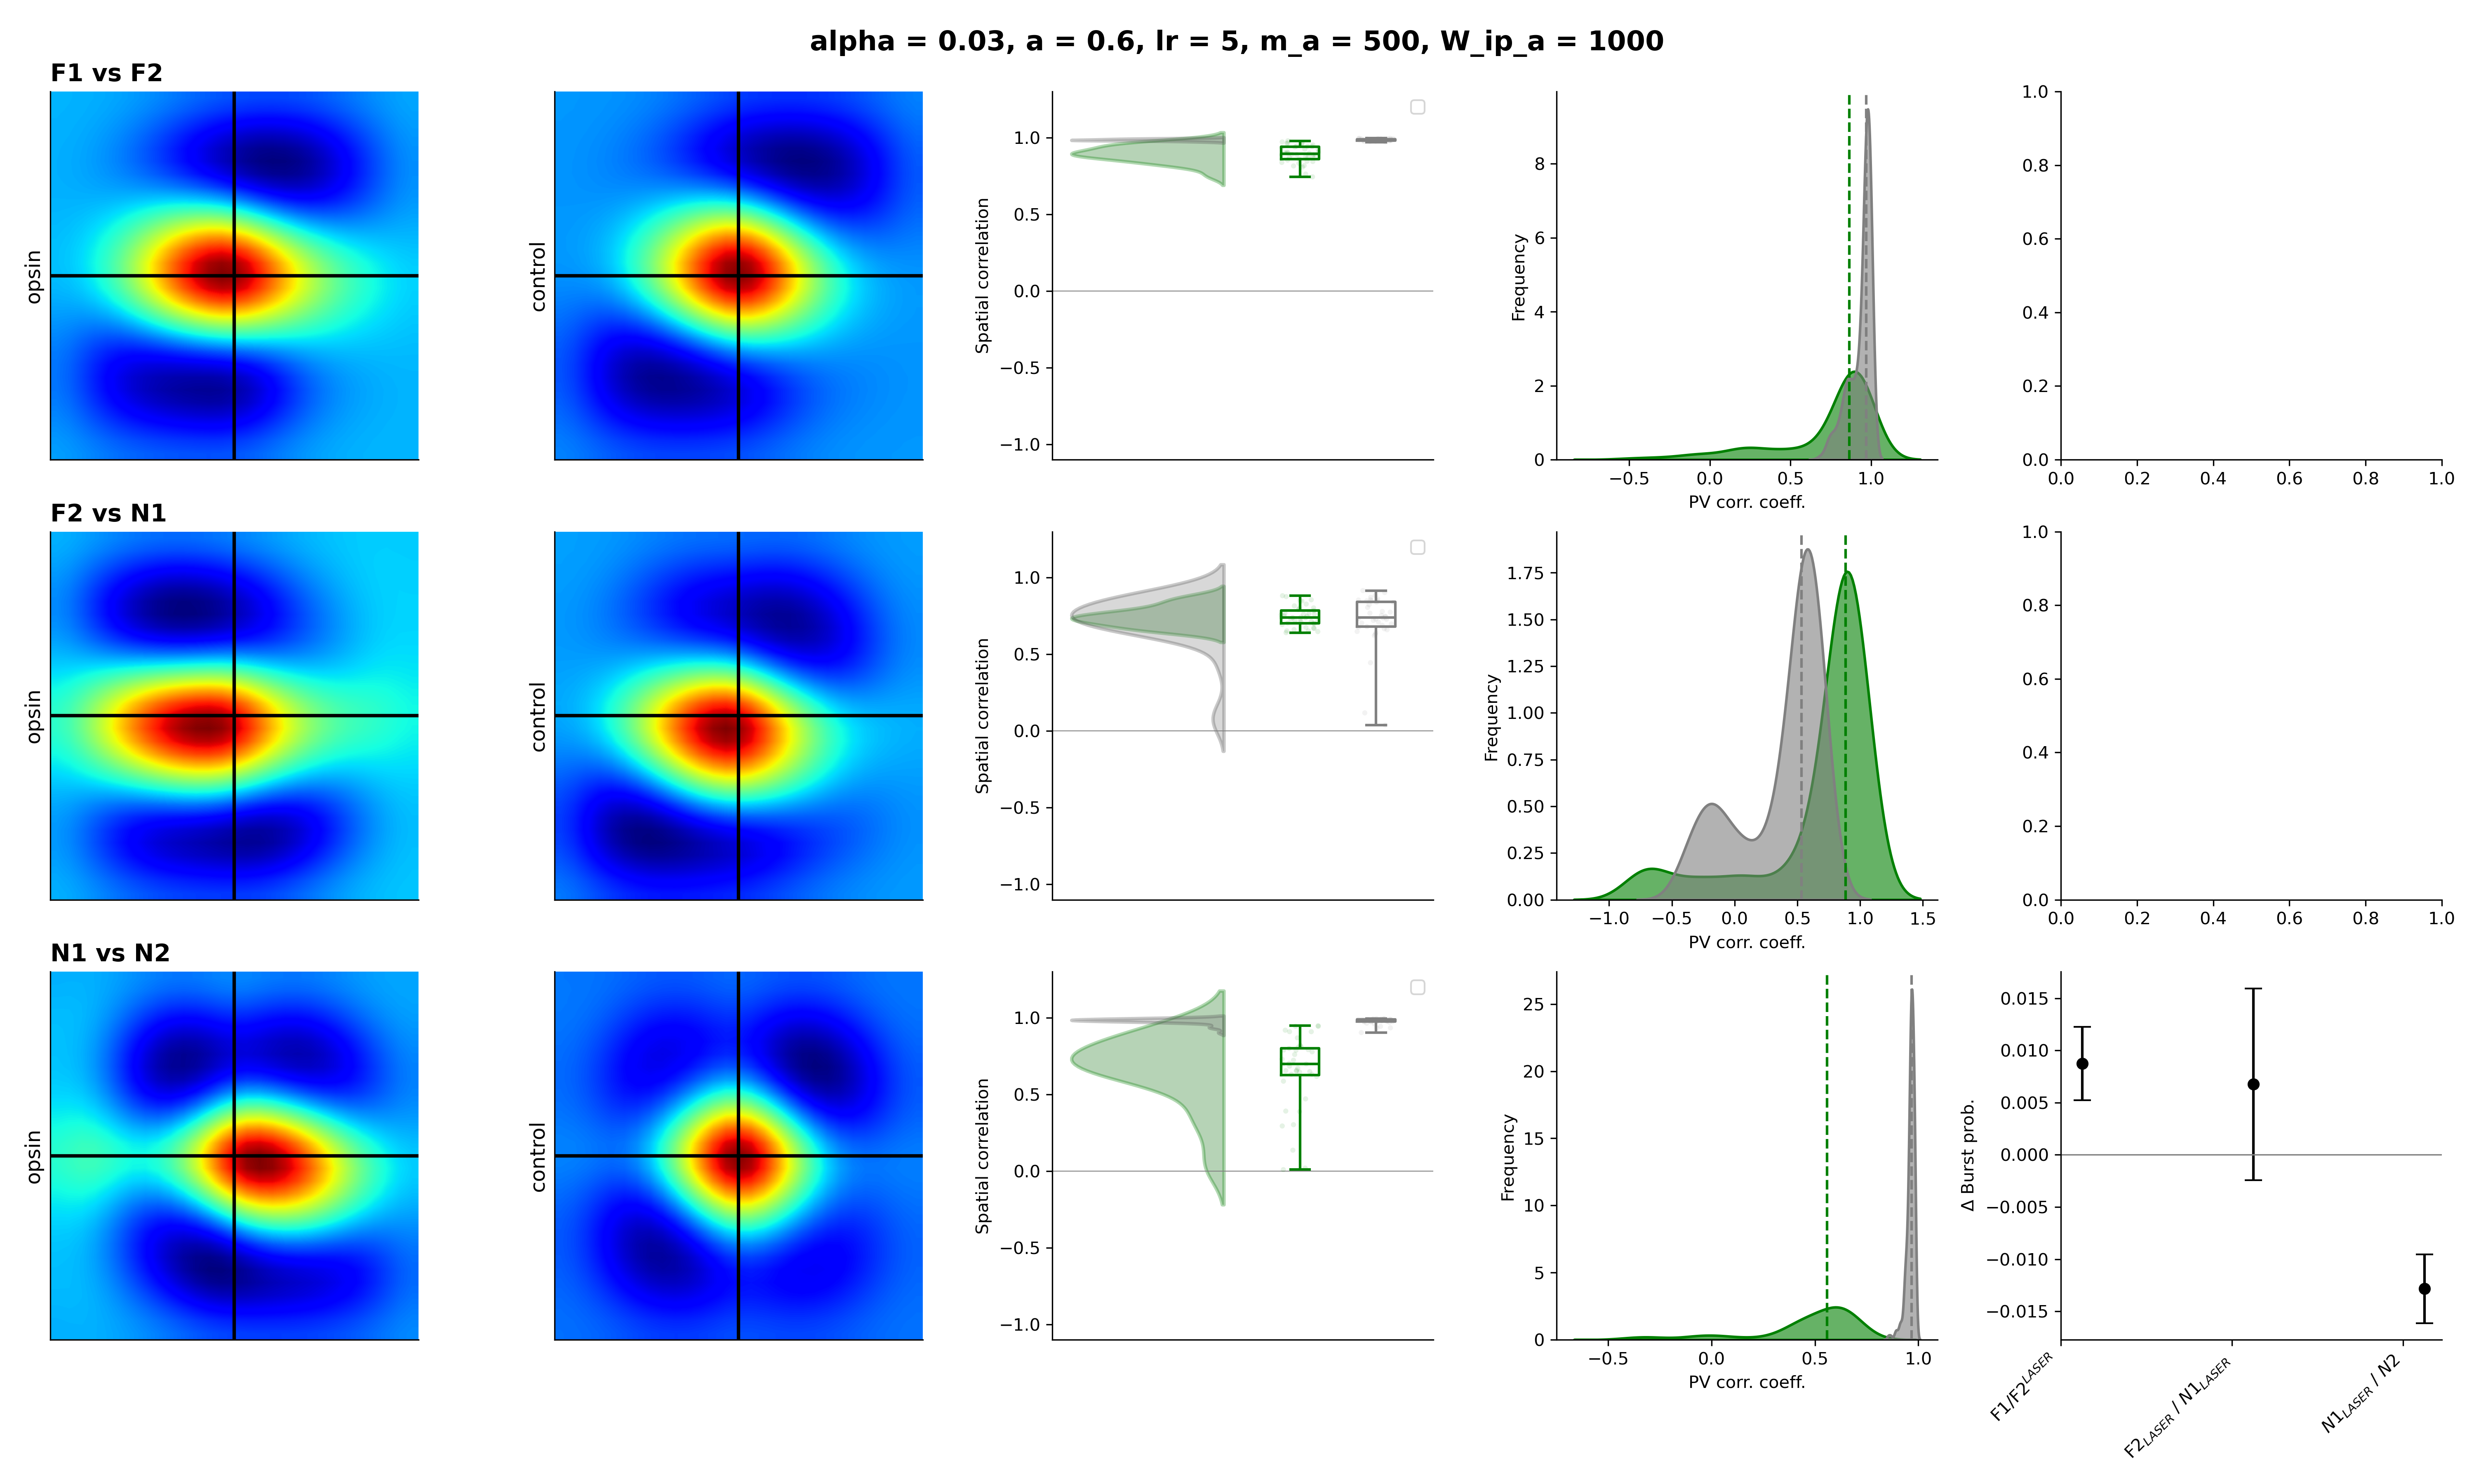 alpha = 0.03, a = 0.6, lr = 5, m_a = 500, W_ip_a = 1000
F1 vs F2
opsin
control
Spatial correlation
1.0
0.5
0.0
−0.5
−1.0
Frequency
8
6
4
2
0
−0.5 0.0 0.5 1.0
PV corr. coeff.
1.0
0.8
0.6
0.4
0.2
0.0
0.0 0.2 0.4 0.6 0.8 1.0
F2 vs N1
opsin
control
Spatial correlation
1.0
0.5
0.0
−0.5
−1.0
Frequency
1.75
1.50
1.25
1.00
0.75
0.50
0.25
0.00
−1.0 −0.5 0.0 0.5 1.0 1.5
PV corr. coeff.
1.0
0.8
0.6
0.4
0.2
0.0
0.0 0.2 0.4 0.6 0.8 1.0
N1 vs N2
opsin
control
Spatial correlation
1.0
0.5
0.0
−0.5
−1.0
Frequency
25
20
15
10
5
0
−0.5 0.0 0.5 1.0
PV corr. coeff.
Δ Burst prob.
0.015
0.010
0.005
0.000
−0.005
−0.010
−0.015
F1/F2^LASER
F2_LASER / N1_LASER
N1_LASER / N2